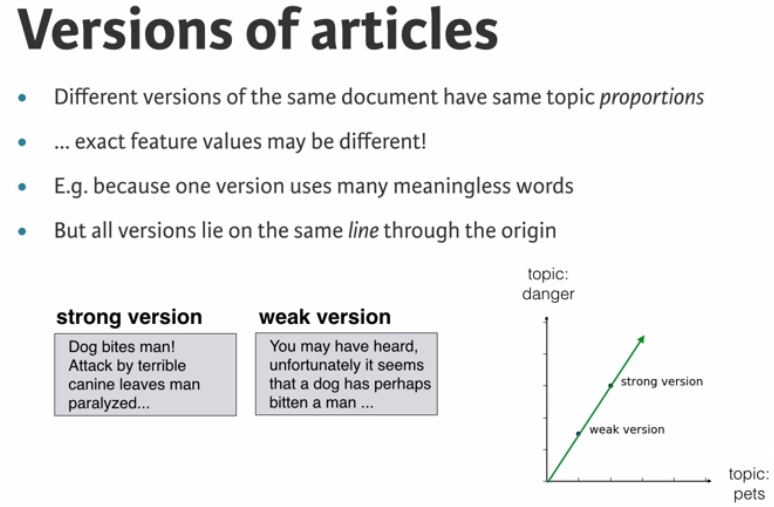 Versions of articles
• Different versions of the same document have same topic proportions
• ... exact feature values may be different!
• E.g. because one version uses many meaningless words
• But all versions lie on the same line through the origin
strong version
Dog bites man!
Attack by terrible
canine leaves man
paralyzed...
weak version
You may have heard,
unfortunately it seems
that a dog has perhaps
bitten a man ...
topic:
danger
strong version
weak version
topic:
pets